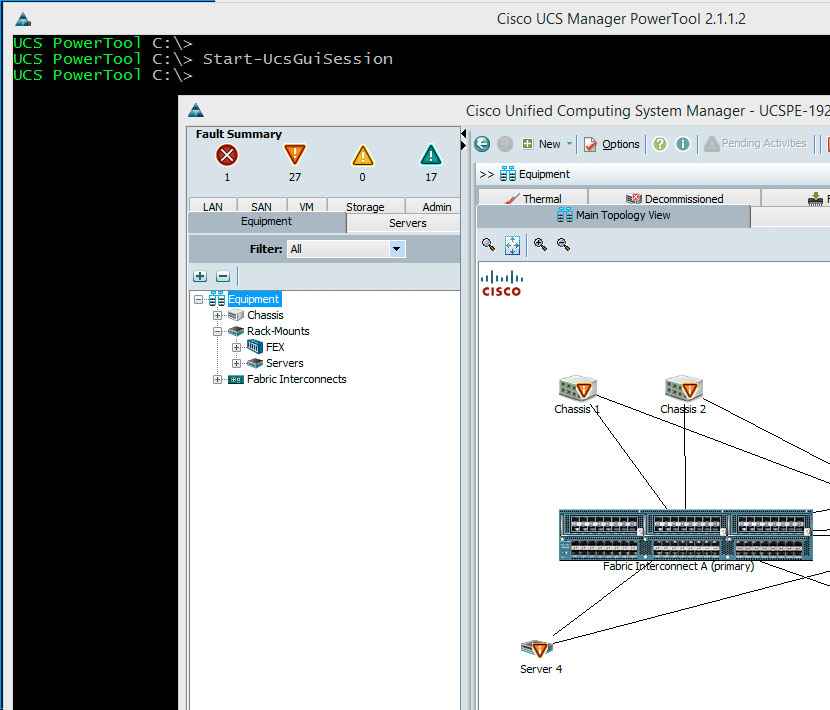 Cisco UCS Manager PowerTool 2.1.1.2
UCS PowerTool C:\>
UCS PowerTool C:\> Start-UcsGuiSession
UCS PowerTool C:\>
Cisco Unified Computing System Manager - UCSPE-192
Fault Summary
1 27 0 17
New Options Pending Activities
>> Equipment
LAN SAN VM Storage Admin
Equipment Servers
Thermal Decommissioned
Main Topology View
Filter: All
Equipment
Chassis
Rack-Mounts
FEX
Servers
Fabric Interconnects
CISCO
Chassis 1 Chassis 2
Fabric Interconnect A (primary)
Server 4